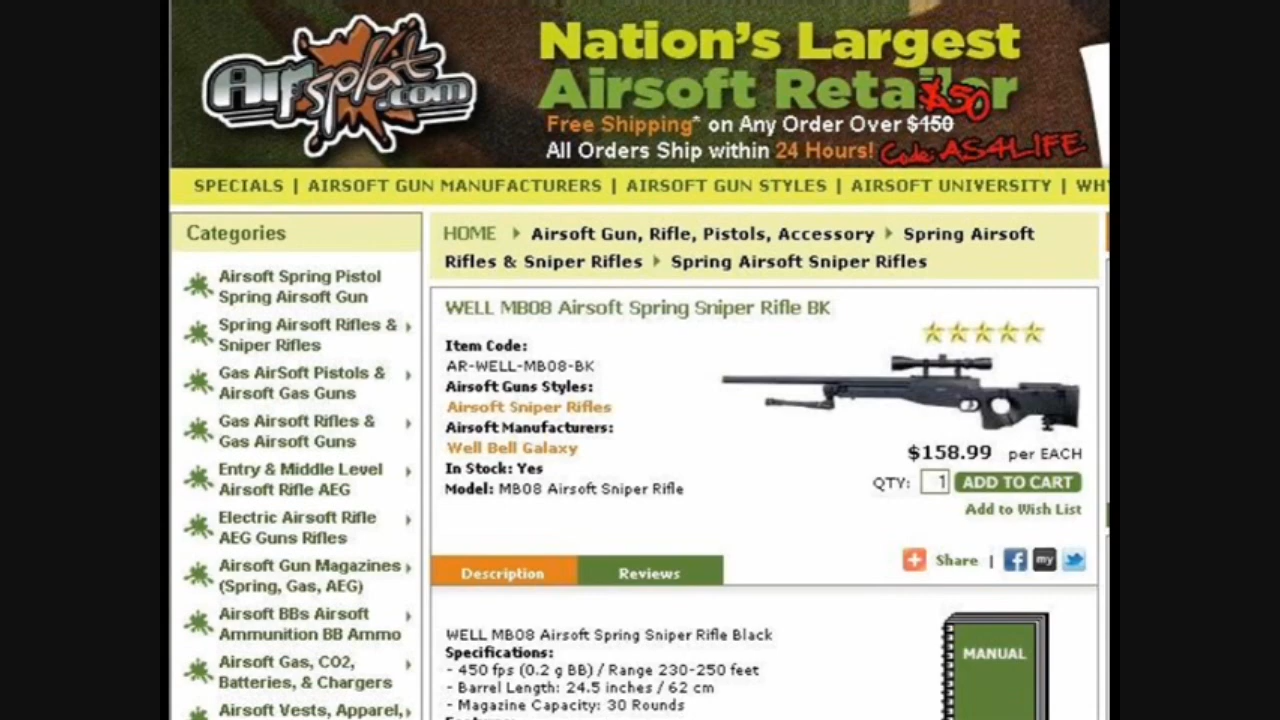 Airsplat.com
Nation's Largest
Airsoft Retailer
$50
Free Shipping* on Any Order Over $150
All Orders Ship within 24 Hours! Code: AS4LIFE
SPECIALS | AIRSOFT GUN MANUFACTURERS | AIRSOFT GUN STYLES | AIRSOFT UNIVERSITY | WH
Categories
Airsoft Spring Pistol
Spring Airsoft Gun
Spring Airsoft Rifles &
Sniper Rifles
Gas AirSoft Pistols &
Airsoft Gas Guns
Gas Airsoft Rifles &
Gas Airsoft Guns
Entry & Middle Level
Airsoft Rifle AEG
Electric Airsoft Rifle
AEG Guns Rifles
Airsoft Gun Magazines
(Spring, Gas, AEG)
Airsoft BBs Airsoft
Ammunition BB Ammo
Airsoft Gas, CO2,
Batteries, & Chargers
Airsoft Vests, Apparel,
HOME Airsoft Gun, Rifle, Pistols, Accessory Spring Airsoft
Rifles & Sniper Rifles Spring Airsoft Sniper Rifles
WELL MB08 Airsoft Spring Sniper Rifle BK
Item Code:
AR-WELL-MB08-BK
Airsoft Guns Styles:
Airsoft Sniper Rifles
Airsoft Manufacturers:
Well Bell Galaxy
In Stock: Yes
Model: MB08 Airsoft Sniper Rifle
$158.99 per EACH
QTY: 1 ADD TO CART
Add to Wish List
Share | f my
Description Reviews
WELL MB08 Airsoft Spring Sniper Rifle Black
Specifications:
- 450 fps (0.2 g BB) / Range 230-250 feet
- Barrel Length: 24.5 inches / 62 cm
- Magazine Capacity: 30 Rounds
MANUAL